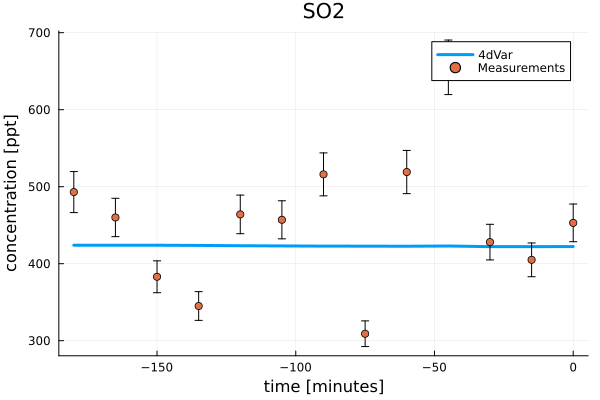 SO2
700
600
500
400
300
concentration [ppt]
4dVar
Measurements
−150
−100
−50
0
time [minutes]